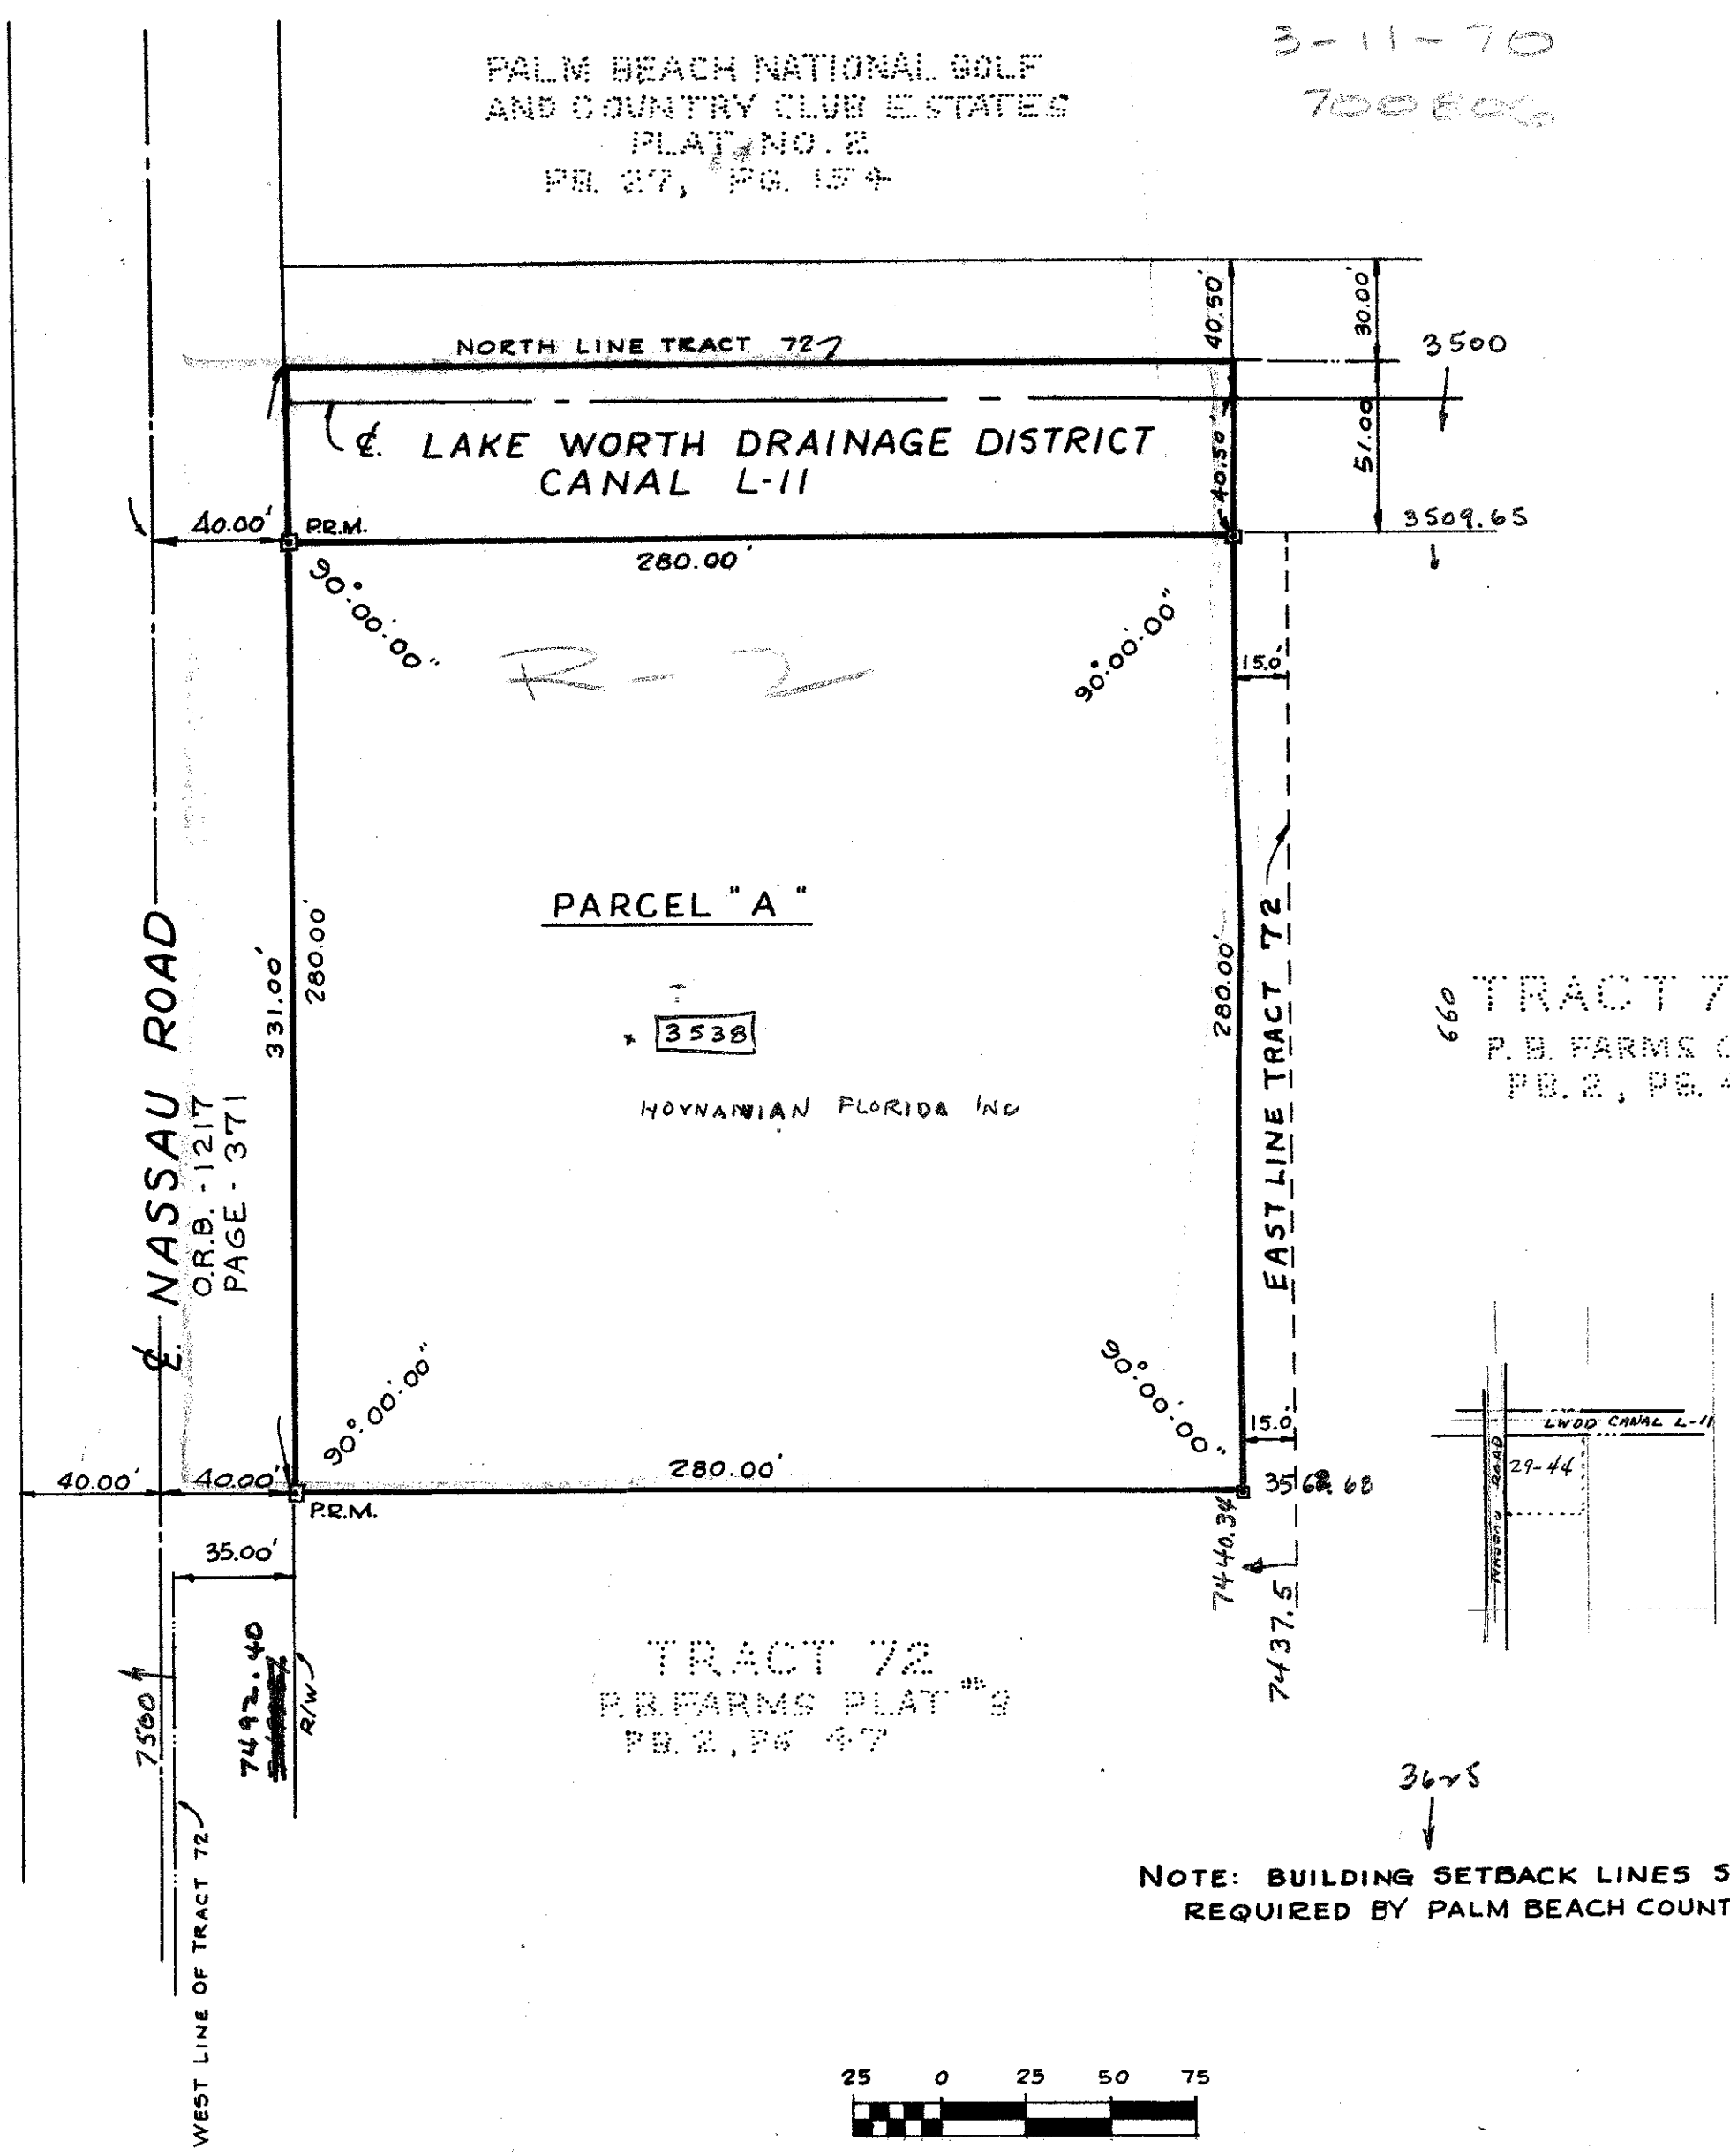 3-11-70
PALM BEACH NATIONAL GOLF
AND COUNTRY CLUB ESTATES
PLAT NO. 2
PB. 27, PG. 154
40.50'
30.00'
3500
NORTH LINE TRACT 72
℄. LAKE WORTH DRAINAGE DISTRICT
CANAL L-11
40.50'
51.00'
40.00'
P.R.M.
280.00'
3509.65
90°.00'.00"
90°.00'.00"
R-2
15.0'
PARCEL "A"
3538
HOVNANIAN FLORIDA INC
℄. NASSAU ROAD
O.R.B. - 1217
PAGE - 371
331.00'
280.00'
280.00'
EAST LINE TRACT 72
660
TRACT 7
P.B. FARMS
PB. 2, PG.
90°.00'.00"
90°.00'.00"
15.0'
LWDD CANAL L-11
29-44
NASSAU ROAD
40.00'
40.00'
P.R.M.
280.00'
3568.68
35.00'
7440.34
7437.5
7500
7492.40
R/W
TRACT 72
P.B. FARMS PLAT #3
PB. 2, PG 47
3625
WEST LINE OF TRACT 72
NOTE: BUILDING SETBACK LINES S
REQUIRED BY PALM BEACH COUNT
25 0 25 50 75